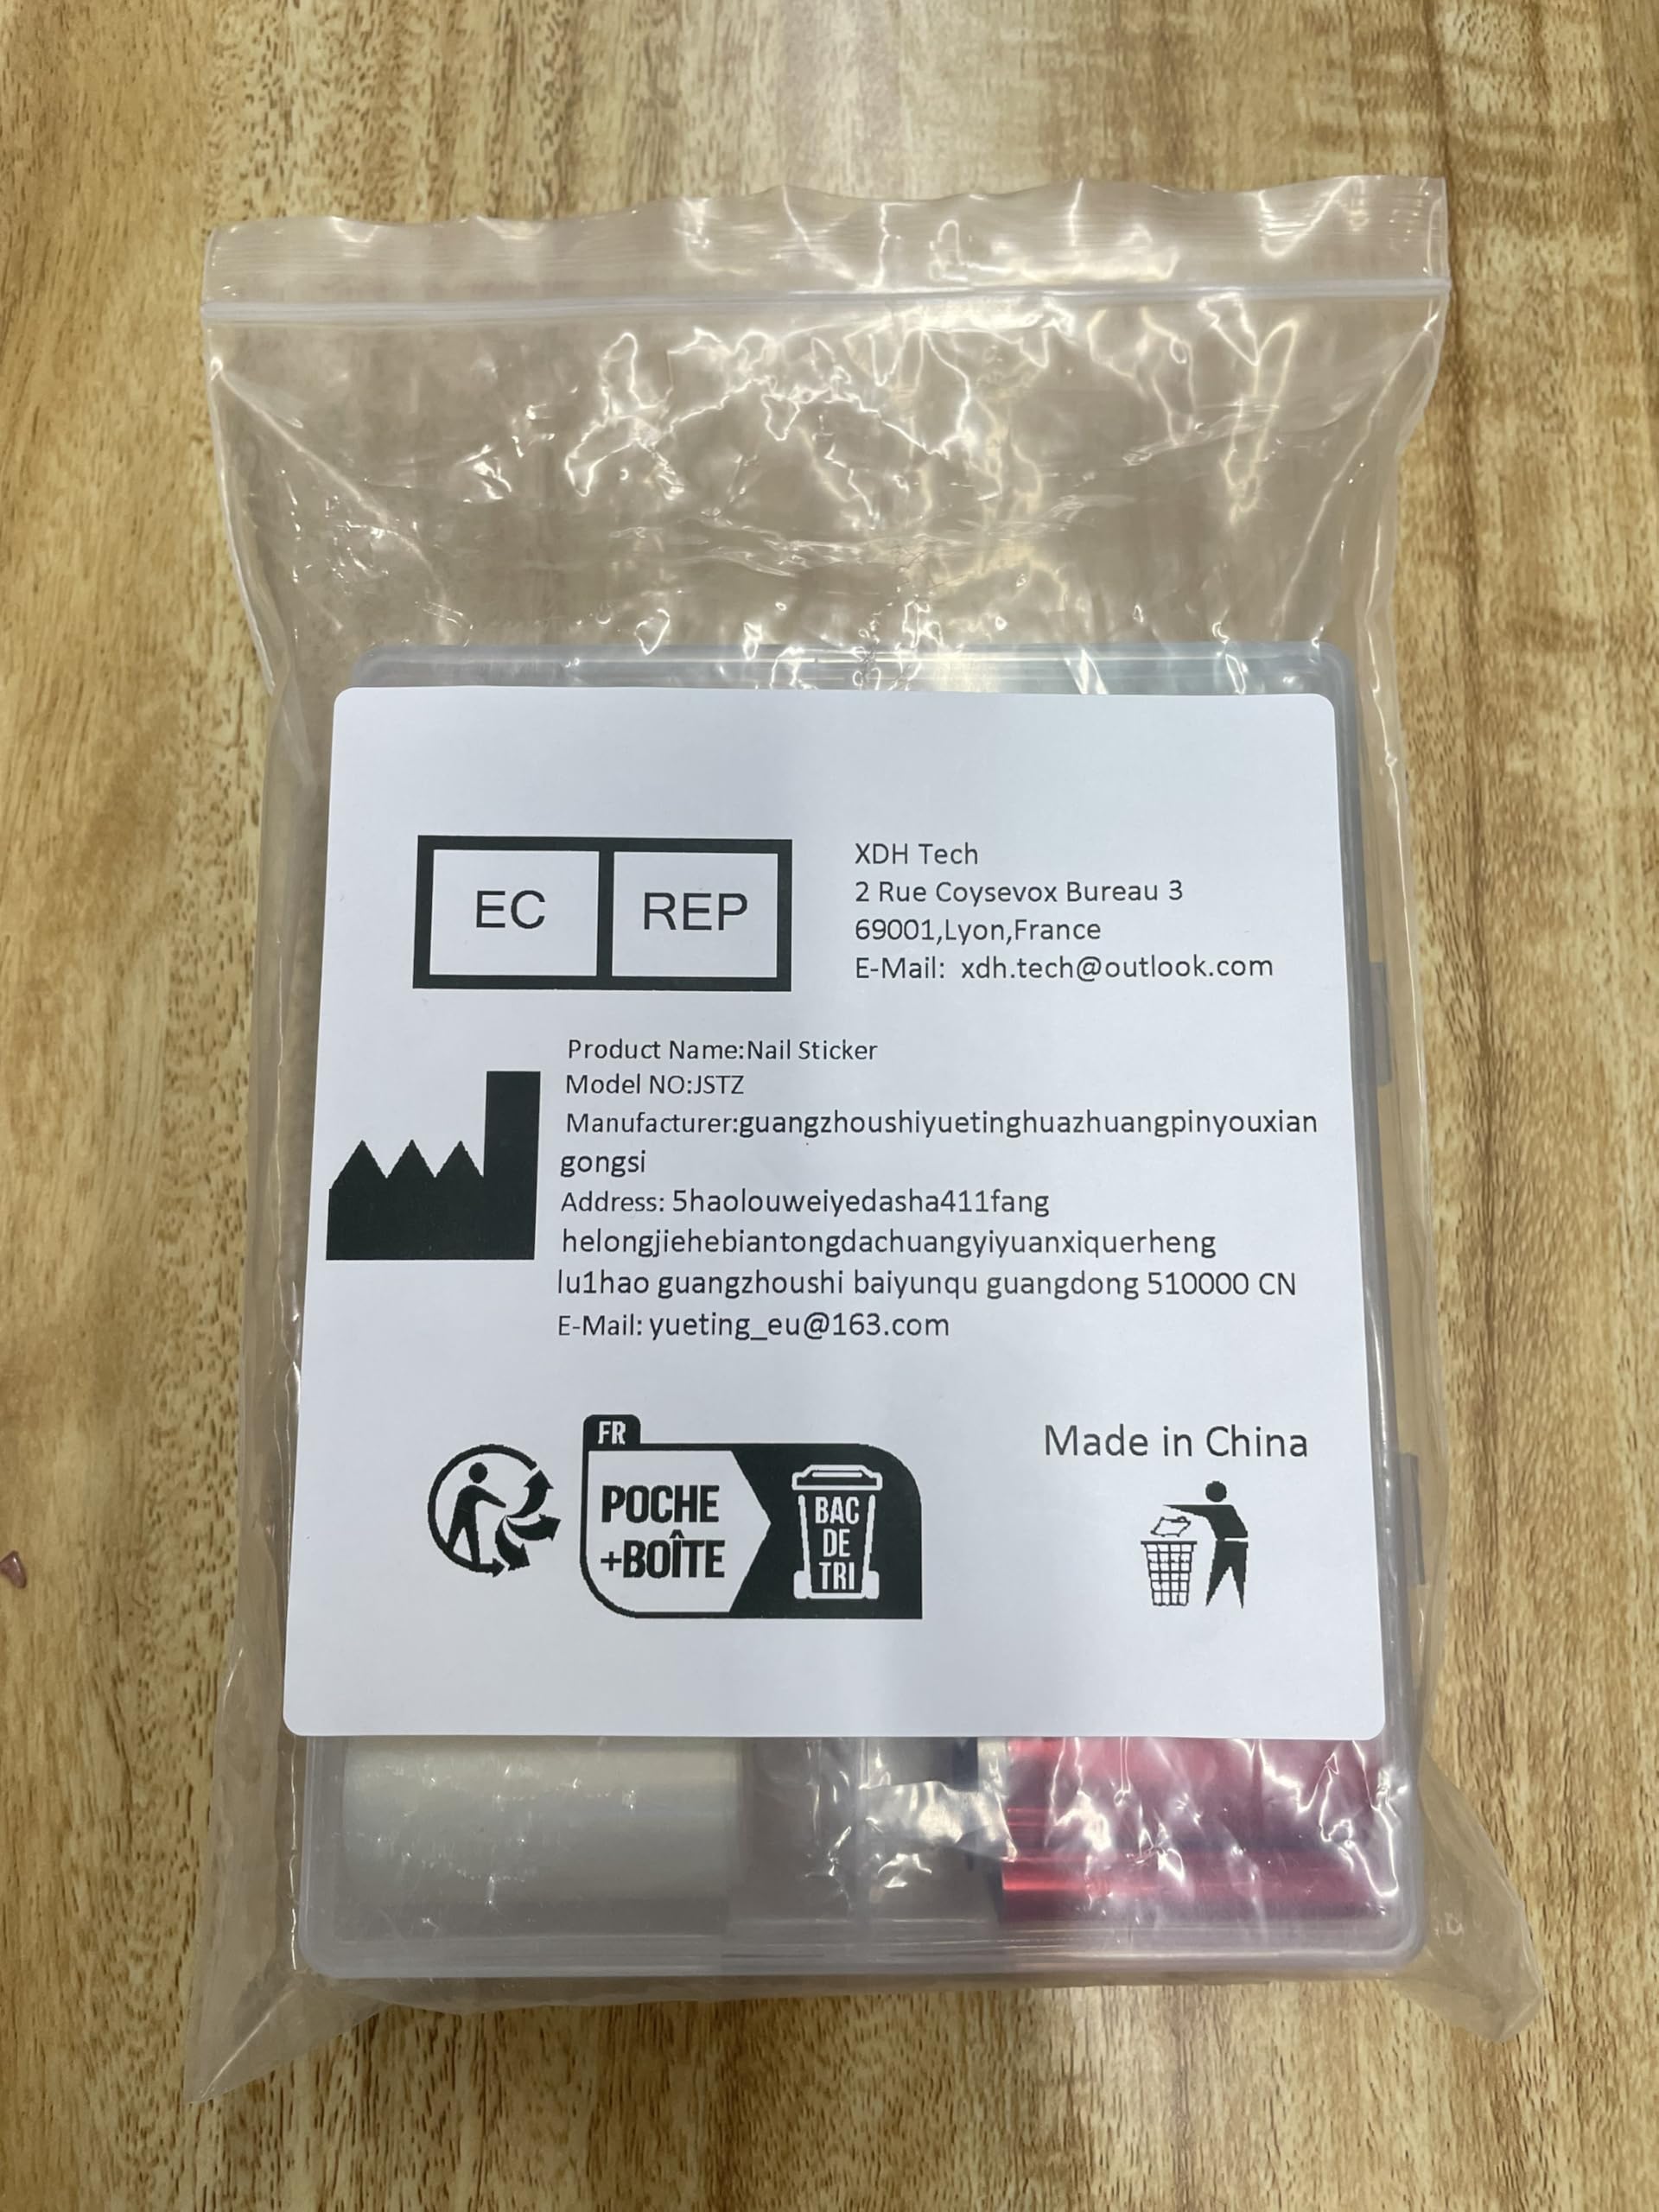 EC REP
XDH Tech
2 Rue Coysevox Bureau 3
69001,Lyon,France
E-Mail: xdh.tech@outlook.com
Product Name:Nail Sticker
Model NO:JSTZ
Manufacturer:guangzhoushiyuetinghuazhuangpinyouxian
gongsi
Address: 5haolouweiyedasha411fang
helongjiehebiantongdachuangyiyuanxiquerheng
lu1hao guangzhoushi baiyunqu guangdong 510000 CN
E-Mail: yueting_eu@163.com
FR
POCHE
+BOÎTE
BAC
DE
TRI
Made in China